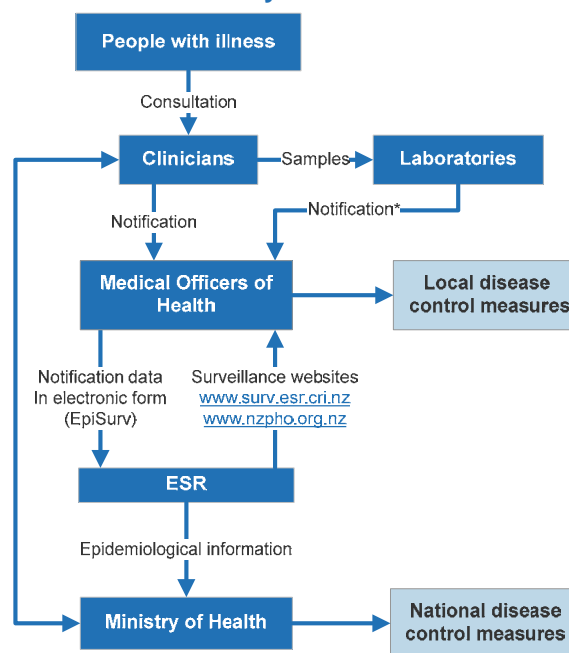 People with illness
Consultation
Clinicians
Samples
Laboratories
Notification
Notification*
Medical Officers of
Health
Local disease
control measures
Notification data
In electronic form
(EpiSurv)
Surveillance websites
www.surv.esr.cri.nz
www.nzpho.org.nz
ESR
Epidemiological information
Ministry of Health
National disease
control measures